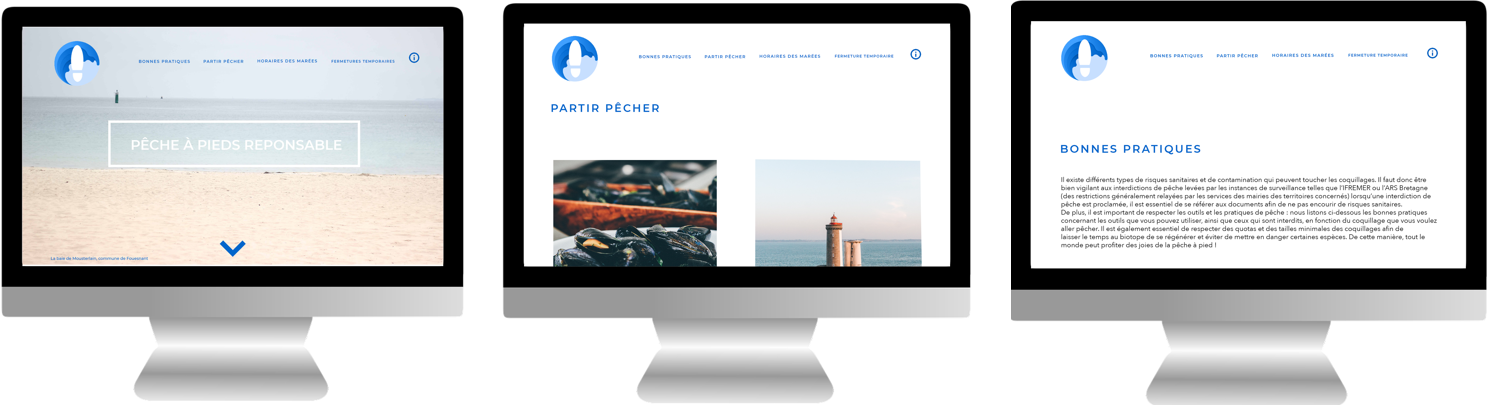 BONNES PRATIQUES PARTIR PÊCHER HORAIRES DES MARÉES FERMETURES TEMPORAIRES
PÊCHE À PIEDS REPONSABLE
La baie de Mousterlein, commune de Fouesnant
BONNES PRATIQUES PARTIR PÊCHER HORAIRES DES MARÉES FERMETURE TEMPORAIRE
PARTIR PÊCHER
BONNES PRATIQUES PARTIR PÊCHER HORAIRES DES MARÉES FERMETURE TEMPORAIRE
BONNES PRATIQUES
Il existe différents types de risques sanitaires et de contamination qui peuvent toucher les coquillages. Il faut donc être
bien vigilant aux interdictions de pêche levées par les instances de surveillance telles que l'IFREMER ou l'ARS Bretagne
(des restrictions généralement relayées par les services des mairies des territoires concernés) lorsqu'une interdiction de
pêche est proclamée, il est essentiel de se référer aux documents afin de ne pas encourir de risques sanitaires.
De plus, il est important de respecter les outils et les pratiques de pêche : nous listons ci-dessous les bonnes pratiques
concernant les outils que vous pouvez utiliser, ainsi que ceux qui sont interdits, en fonction du coquillage que vous voulez
aller pêcher. Il est également essentiel de respecter des quotas et des tailles minimales des coquillages afin de
laisser le temps au biotope de se régénérer et éviter de mettre en danger certaines espèces. De cette manière, tout le
monde peut profiter des joies de la pêche à pied !